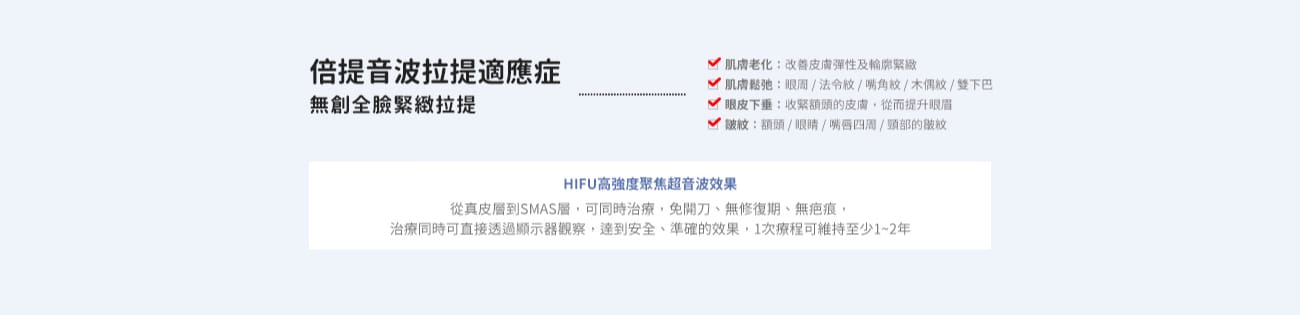 倍提音波拉提適應症
無創全臉緊緻拉提
肌膚老化：改善皮膚彈性及輪廓緊緻
肌膚鬆弛：眼周 / 法令紋 / 嘴角紋 / 木偶紋 / 雙下巴
眼皮下垂：收緊額頭的皮膚，從而提升眼眉
皺紋：額頭 / 眼睛 / 嘴唇四周 / 頸部的皺紋
HIFU高強度聚焦超音波效果
從真皮層到SMAS層，可同時治療，免開刀、無修復期、無疤痕，
治療同時可直接透過顯示器觀察，達到安全、準確的效果，1次療程可維持至少1~2年